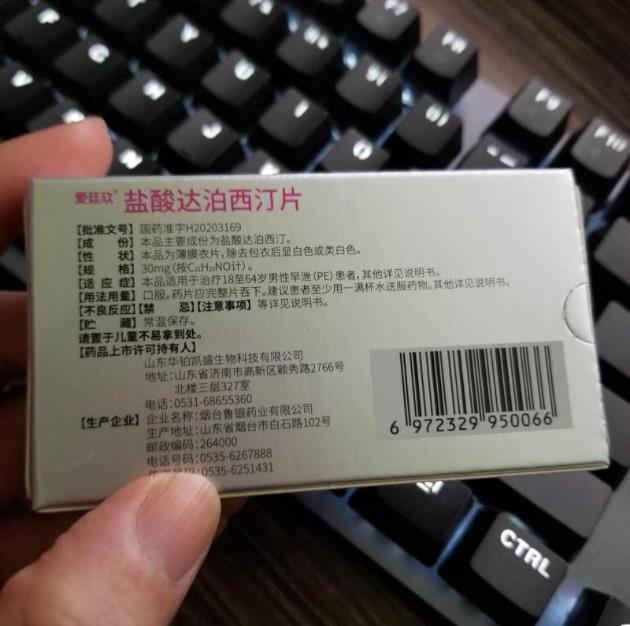 爱廷玖® 盐酸达泊西汀片
【批准文号】国药准字H20203169
【成 份】本品主要成份为盐酸达泊西汀。
【性 状】本品为薄膜衣片，除去包衣后显白色或类白色。
【规 格】30mg(按C₂₁H₂₃NO计)。
【适 应 症】本品适用于治疗18至64岁男性早泄(PE)患者，其他详见说明书。
【用法用量】口服。药片应完整片吞下。建议患者至少用一满杯水送服药物。其他详见说明书。
【不良反应】【禁 忌】【注意事项】等详见说明书。
【贮 藏】常温保存。
请置于儿童不易拿到处。
【药品上市许可持有人】
山东华铂凯盛生物科技有限公司
地址：山东省济南市高新区颖秀路2766号
北楼三层327室
电话：0531-68655360
【生产企业】企业名称：烟台鲁银药业有限公司
生产地址：山东省烟台市白石路102号
邮政编码：264000
电话号码：0535-6267888
传真号码：0535-6251431
6 972329 950066
F7
F8
F9
F10
Y
U
I
J
CTRL